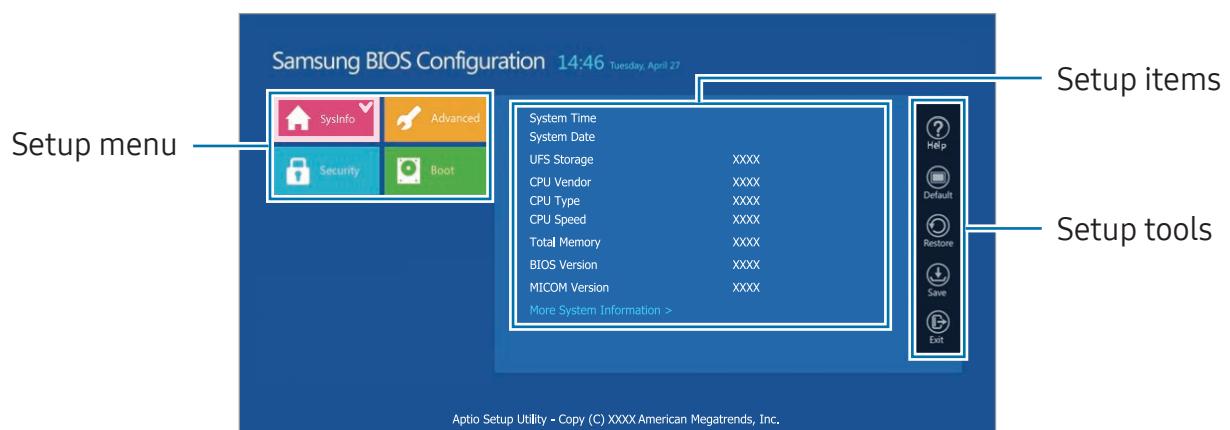 Samsung BIOS Configuration 14:46 Tuesday, April 27
Setup items
Setup menu
SysInfo
Advanced
Security
Boot
System Time
System Date
UFS Storage XXXX
CPU Vendor XXXX
CPU Type XXXX
CPU Speed XXXX
Total Memory XXXX
BIOS Version XXXX
MICOM Version XXXX
More System Information >
Help
Default
Restore
Save
Exit
Setup tools
Aptio Setup Utility - Copy (C) XXXX American Megatrends, Inc.